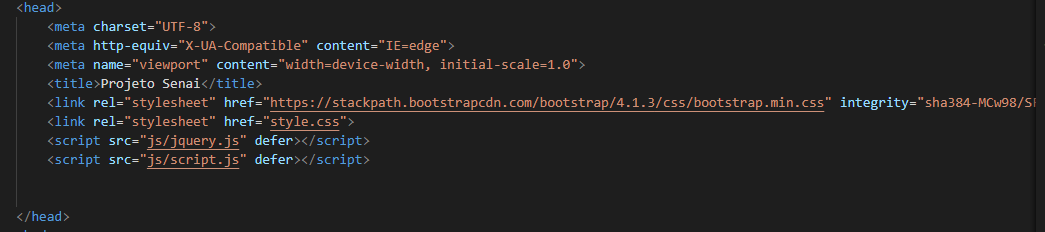 <head>
<meta charset="UTF-8">
<meta http-equiv="X-UA-Compatible" content="IE=edge">
<meta name="viewport" content="width=device-width, initial-scale=1.0">
<title>Projeto Senai</title>
<link rel="stylesheet" href="https://stackpath.bootstrapcdn.com/bootstrap/4.1.3/css/bootstrap.min.css" integrity="sha384-MCw98/
<link rel="stylesheet" href="style.css">
<script src="js/jquery.js" defer></script>
<script src="js/script.js" defer></script>
</head>